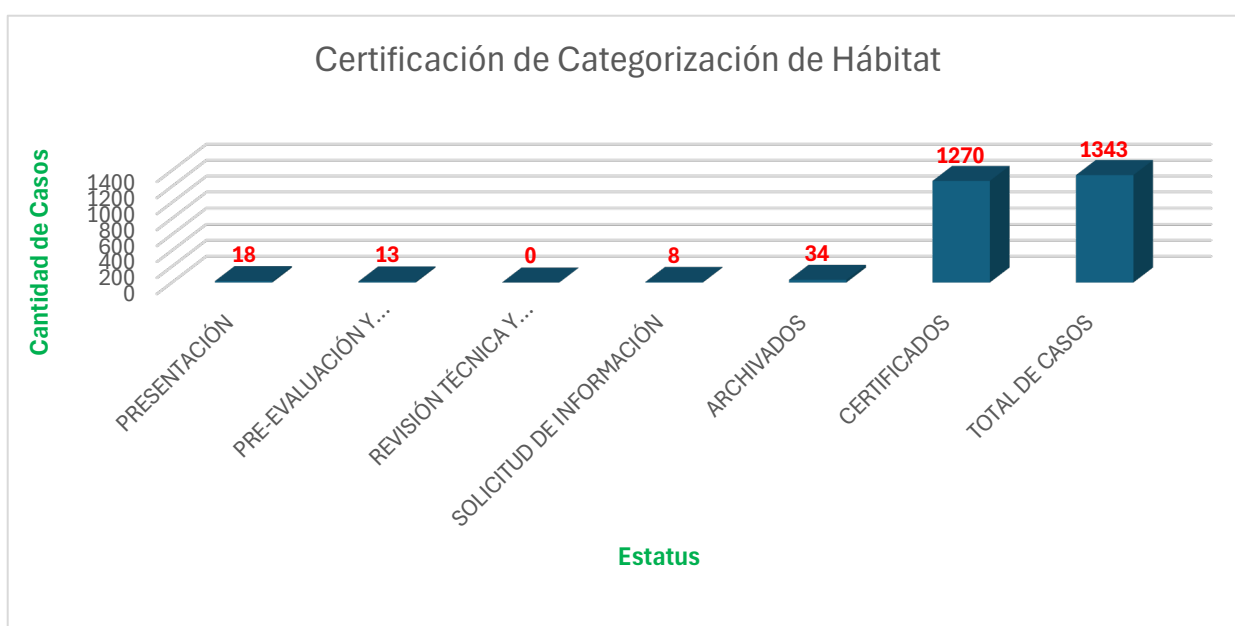 Certificación de Categorización de Hábitat
Cantidad de Casos
1400
1200
1000
800
600
400
200
0
18
13
0
8
34
1270
1343
PRESENTACIÓN
PRE-EVALUACIÓN Y...
REVISIÓN TÉCNICA Y...
SOLICITUD DE INFORMACIÓN
ARCHIVADOS
CERTIFICADOS
TOTAL DE CASOS
Estatus